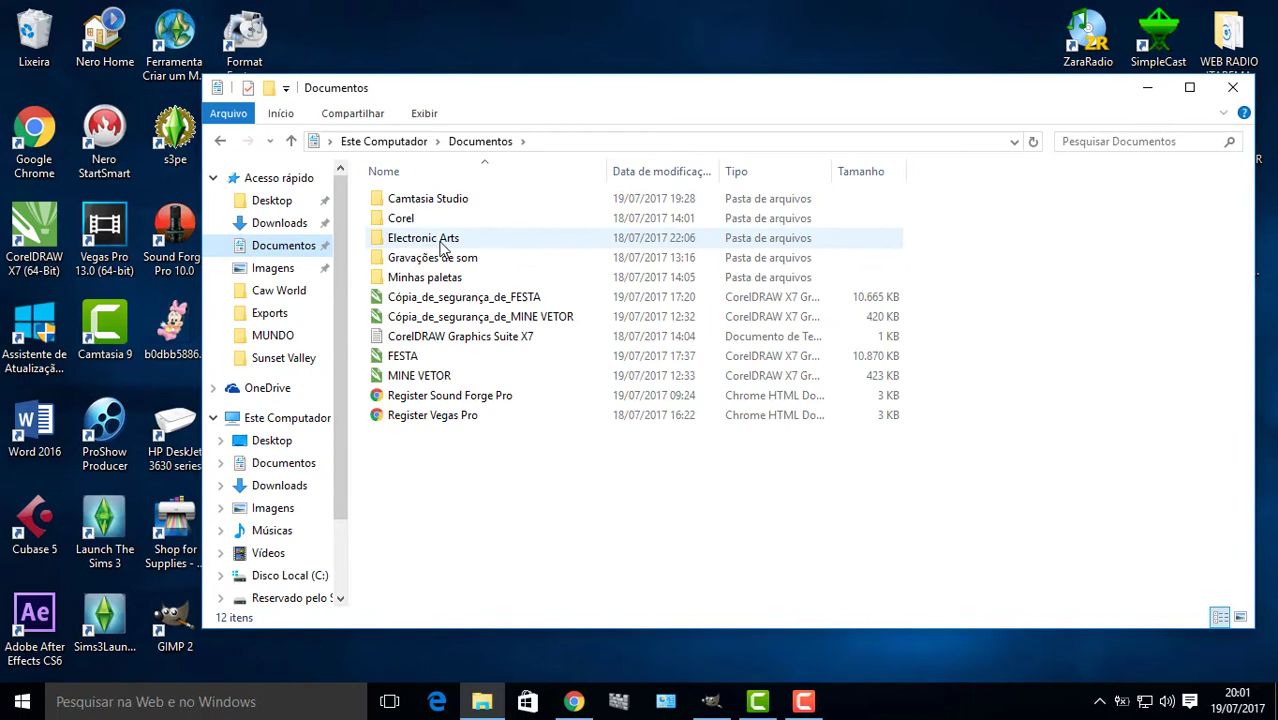 Lixeira
Nero Home
Ferramenta Criar um M...
Format
ZaraRadio
SimpleCast
WEB RADIO
Documentos
Arquivo
Início
Compartilhar
Exibir
Este Computador
Documentos
Pesquisar Documentos
Nome
Data de modificaç...
Tipo
Tamanho
Google Chrome
Nero StartSmart
s3pe
CorelDRAW X7 (64-Bit)
Vegas Pro 13.0 (64-bit)
Sound Forge Pro 10.0
Assistente de Atualizaçã...
Camtasia 9
b0dbb5886...
Word 2016
ProShow Producer
HP DeskJet 3630 series
Cubase 5
Launch The Sims 3
Shop for Supplies - ...
Adobe After Effects CS6
Sims3Laun...
GIMP 2
Acesso rápido
Desktop
Downloads
Documentos
Imagens
Caw World
Exports
MUNDO
Sunset Valley
OneDrive
Este Computador
Desktop
Documentos
Downloads
Imagens
Músicas
Vídeos
Disco Local (C:)
Reservado pelo S
Camtasia Studio 19/07/2017 19:28 Pasta de arquivos
Corel 18/07/2017 14:01 Pasta de arquivos
Electronic Arts 18/07/2017 22:06 Pasta de arquivos
Gravações de som 18/07/2017 13:16 Pasta de arquivos
Minhas paletas 18/07/2017 14:05 Pasta de arquivos
Cópia_de_segurança_de_FESTA 19/07/2017 17:20 CorelDRAW X7 Gr... 10.665 KB
Cópia_de_segurança_de_MINE VETOR 19/07/2017 12:32 CorelDRAW X7 Gr... 420 KB
CorelDRAW Graphics Suite X7 18/07/2017 14:04 Documento de Te... 1 KB
FESTA 19/07/2017 17:37 CorelDRAW X7 Gr... 10.870 KB
MINE VETOR 19/07/2017 12:33 CorelDRAW X7 Gr... 423 KB
Register Sound Forge Pro 19/07/2017 09:24 Chrome HTML Do... 3 KB
Register Vegas Pro 18/07/2017 16:22 Chrome HTML Do... 3 KB
12 itens
Pesquisar na Web e no Windows
20:01
19/07/2017